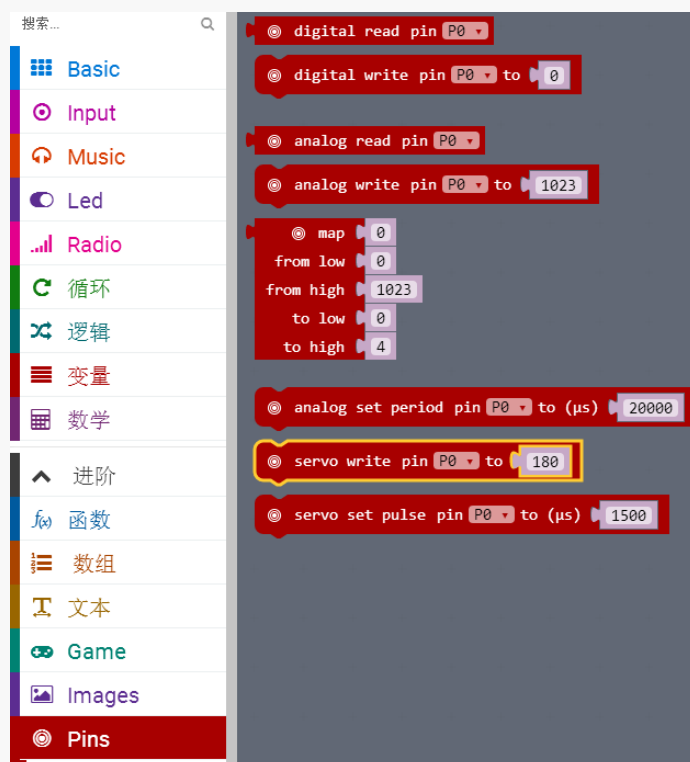 搜索...
Basic
Input
Music
Led
Radio
循环
逻辑
变量
数学
进阶
f(x) 函数
数组
T 文本
Game
Images
Pins
digital read pin P0
digital write pin P0 to 0
analog read pin P0
analog write pin P0 to 1023
map 0
from low 0
from high 1023
to low 0
to high 4
analog set period pin P0 to (µs) 20000
servo write pin P0 to 180
servo set pulse pin P0 to (µs) 1500